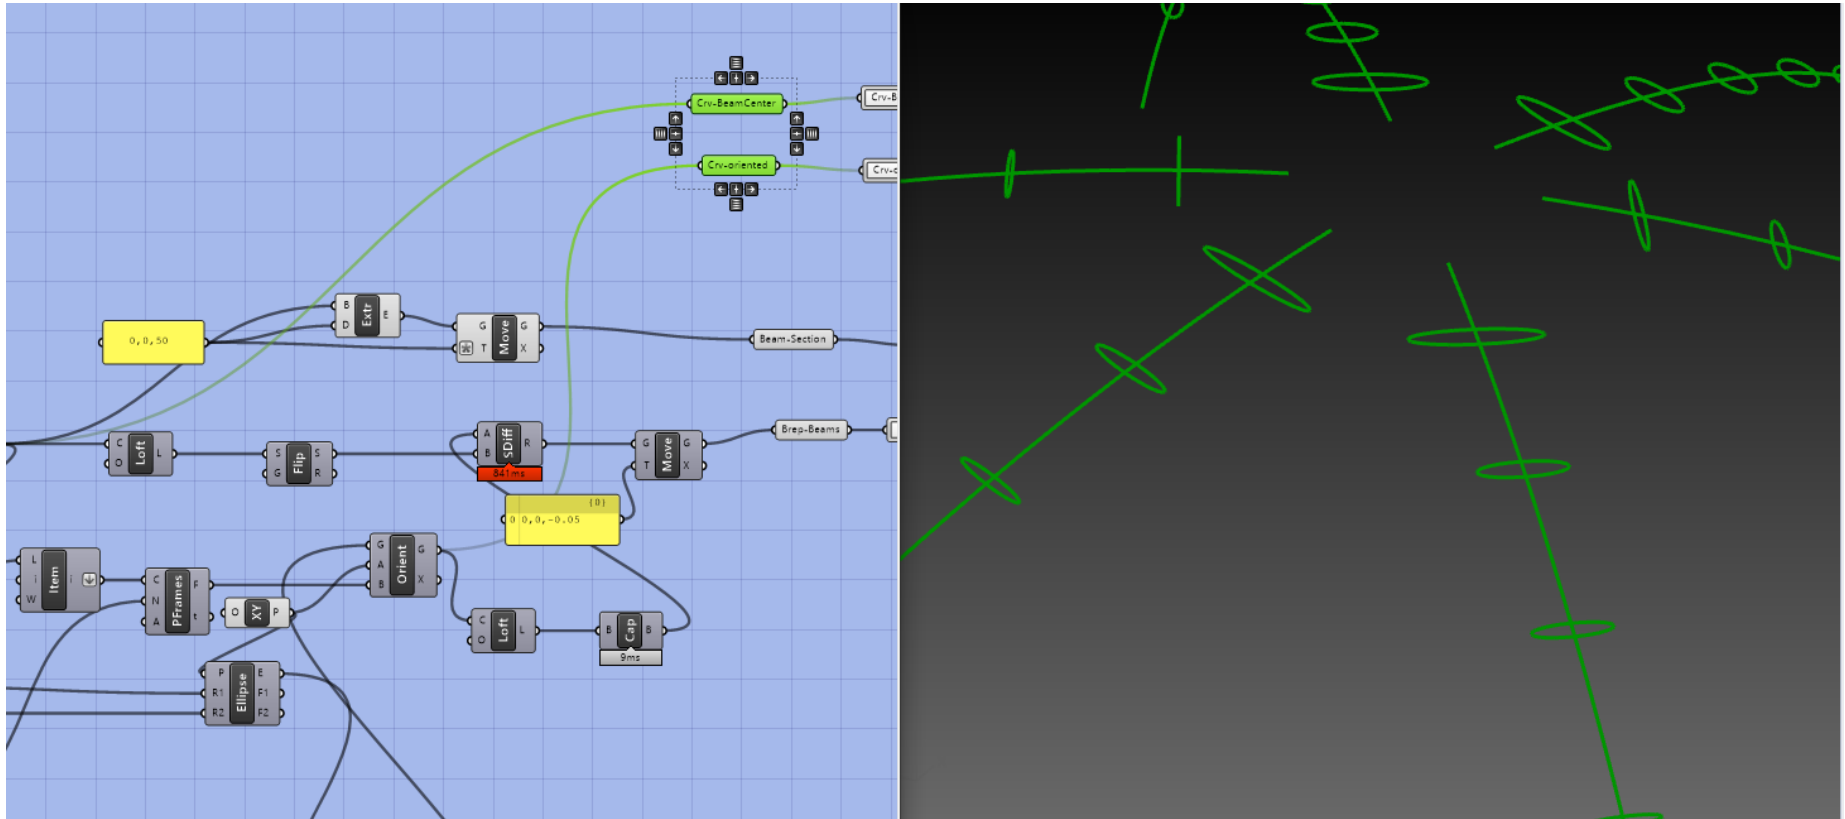 Crv-BeamCenter
Crv-B
Crv-oriented
Crv-c
0,0,50
B
D
Extr
E
G
T
Move
G
X
Beam-Section
C
O
Loft
L
S
G
Flip
S
R
A
B
SDiff
R
841ms
G
T
Move
G
X
Brep-Beams
{0}
0 0,0,-0.05
L
i
W
Item
i
C
N
A
PFrames
F
t
O
XY
P
G
A
B
Orient
G
X
C
O
Loft
L
B
Cap
B
9ms
P
R1
R2
Ellipse
E
F1
F2